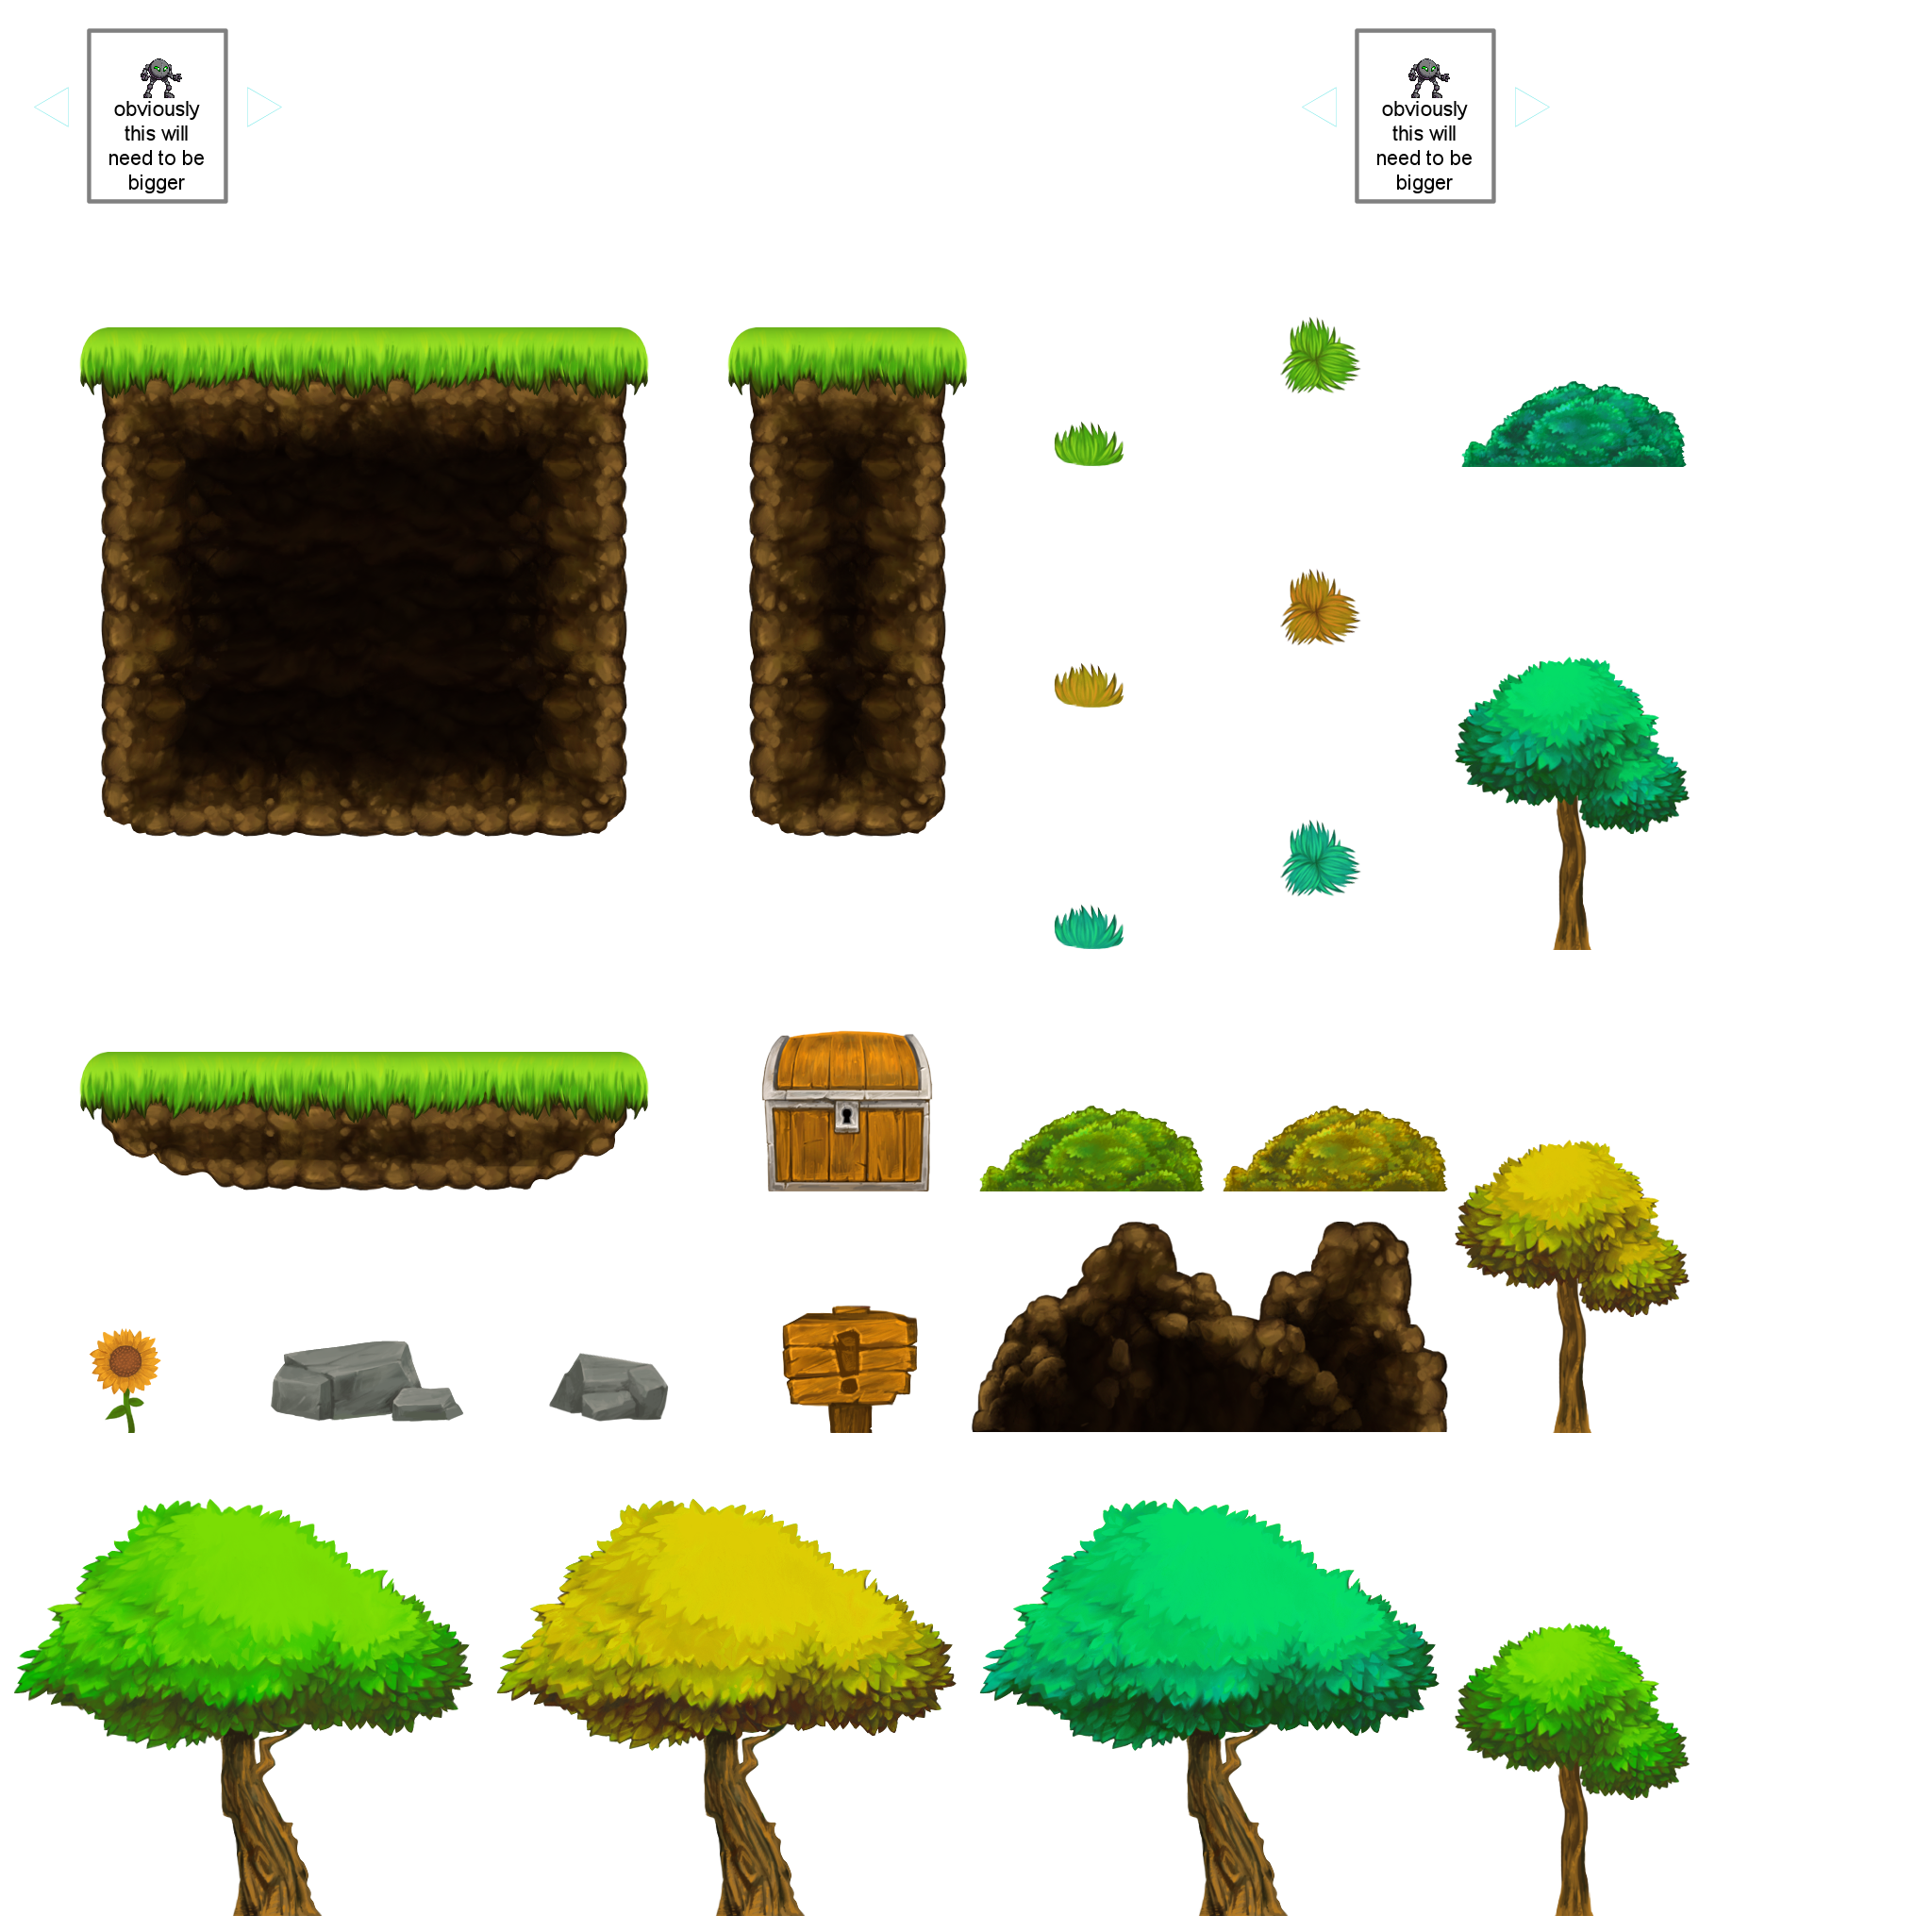 obviously
this will
need to be
bigger
obviously
this will
need to be
bigger